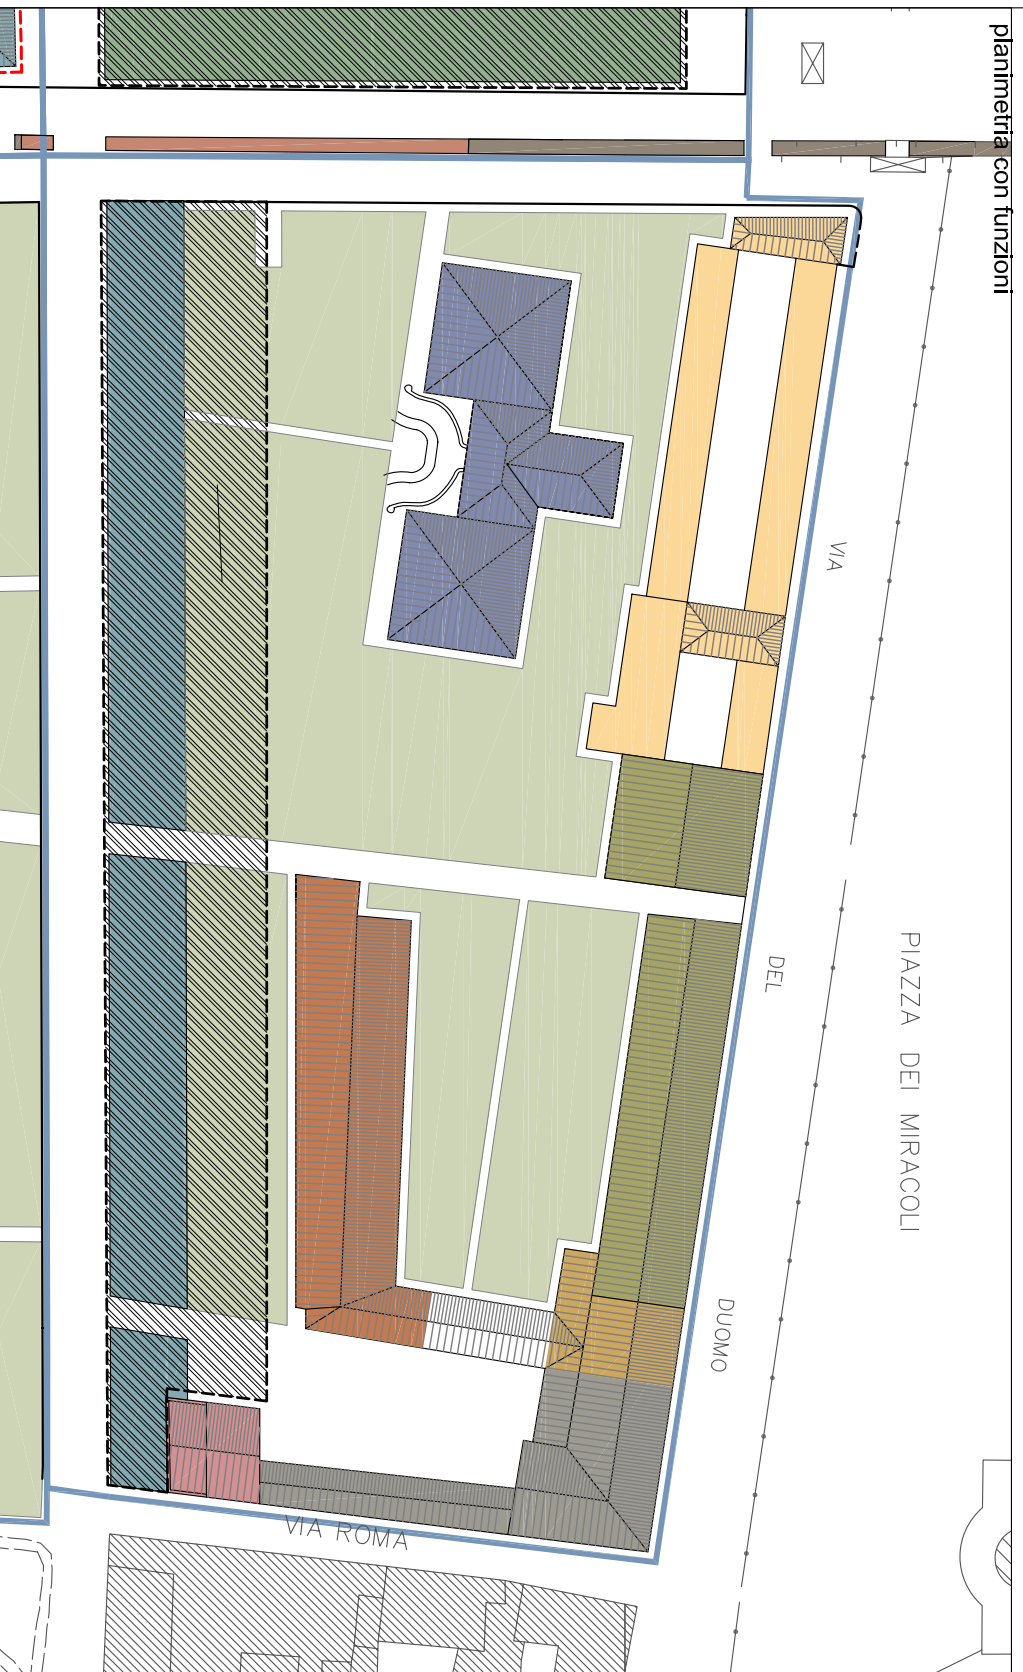 planimetria con funzioni
VIA
DEL
DUOMO
PIAZZA DEI MIRACOLI
VIA ROMA